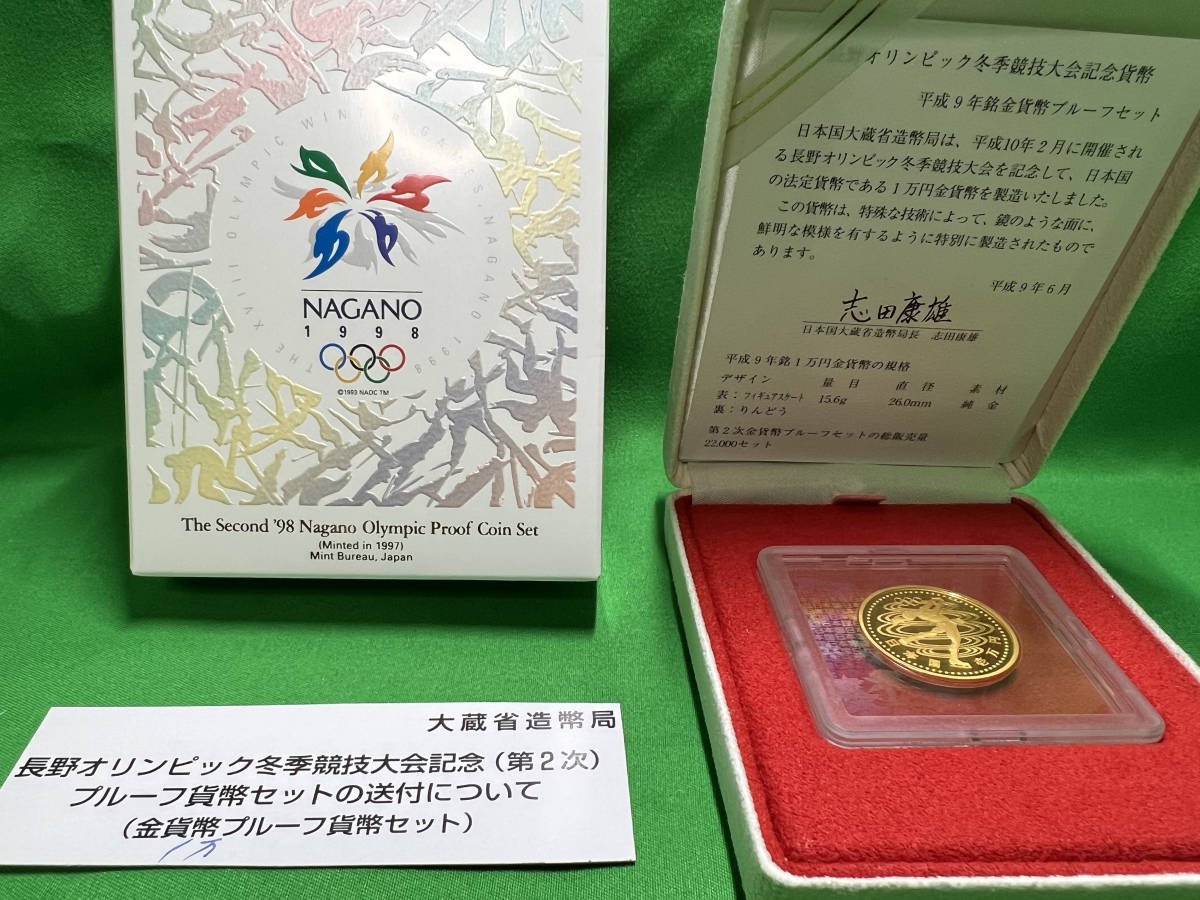 THE XVIII OLYMPIC WINTER GAMES, NAGANO 1998
NAGANO
1998
©1993 NAOC TM
The Second '98 Nagano Olympic Proof Coin Set
(Minted in 1997)
Mint Bureau, Japan
オリンピック冬季競技大会記念貨幣
平成9年銘金貨幣プルーフセット
日本国大蔵省造幣局は、平成10年2月に開催され
る長野オリンピック冬季競技大会を記念して、日本国
の法定貨幣である1万円金貨幣を製造いたしました。
この貨幣は、特殊な技術によって、鏡のような面に、
鮮明な模様を有するように特別に製造されたもので
あります。
平成9年6月
志田康雄
日本国大蔵省造幣局長 志田康雄
平成9年銘1万円金貨幣の規格
デザイン 量目 直径 素材
表:フィギュアスケート 15.6g 26.0mm 純金
裏:りんどう
第2次金貨幣プルーフセットの総販売量
22,000セット
日本国 壱万円
大蔵省造幣局
長野オリンピック冬季競技大会記念(第2次)
プルーフ貨幣セットの送付について
(金貨幣プルーフ貨幣セット)
1万